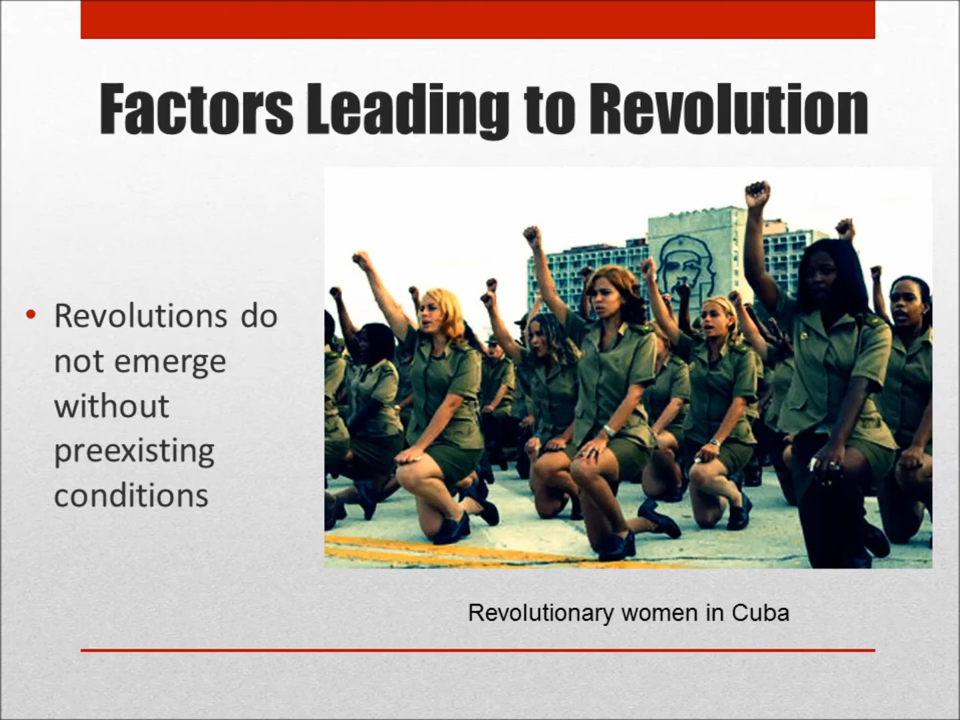 Factors Leading to Revolution
• Revolutions do
not emerge
without
preexisting
conditions
Revolutionary women in Cuba